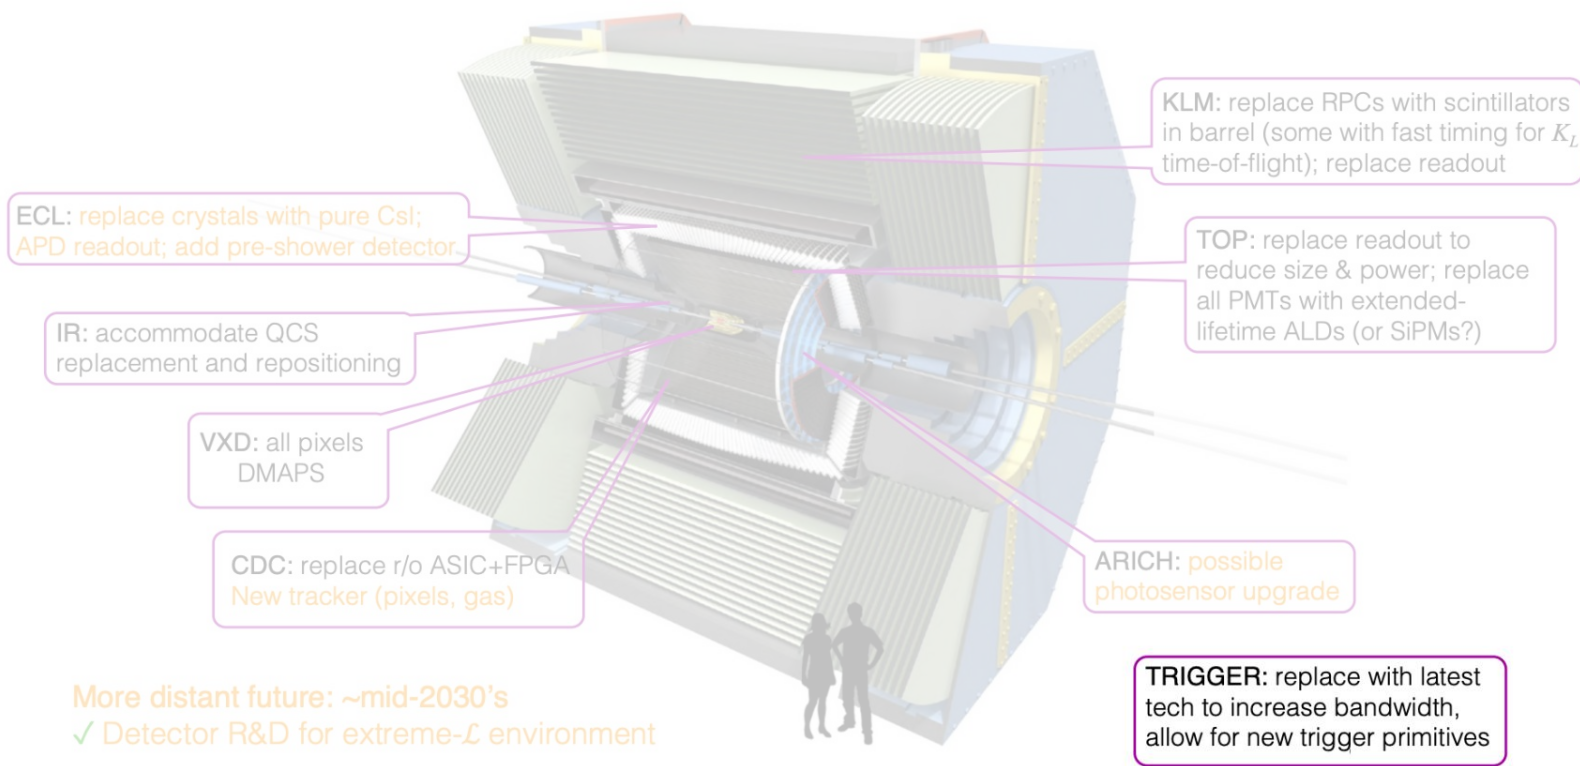 KLM: replace RPCs with scintillators
in barrel (some with fast timing for K_L
time-of-flight); replace readout
ECL: replace crystals with pure CsI;
APD readout; add pre-shower detector
TOP: replace readout to
reduce size & power; replace
all PMTs with extended-
lifetime ALDs (or SiPMs?)
IR: accommodate QCS
replacement and repositioning
VXD: all pixels
DMAPS
CDC: replace r/o ASIC+FPGA
New tracker (pixels, gas)
ARICH: possible
photosensor upgrade
TRIGGER: replace with latest
tech to increase bandwidth,
allow for new trigger primitives
More distant future: ~mid-2030's
✓ Detector R&D for extreme-ℒ environment